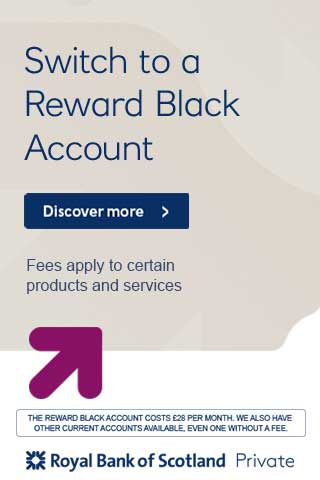 Switch to a
Reward Black
Account
Discover more >
Fees apply to certain
products and services
THE REWARD BLACK ACCOUNT COSTS £28 PER MONTH. WE ALSO HAVE
OTHER CURRENT ACCOUNTS AVAILABLE, EVEN ONE WITHOUT A FEE.
Royal Bank of Scotland Private